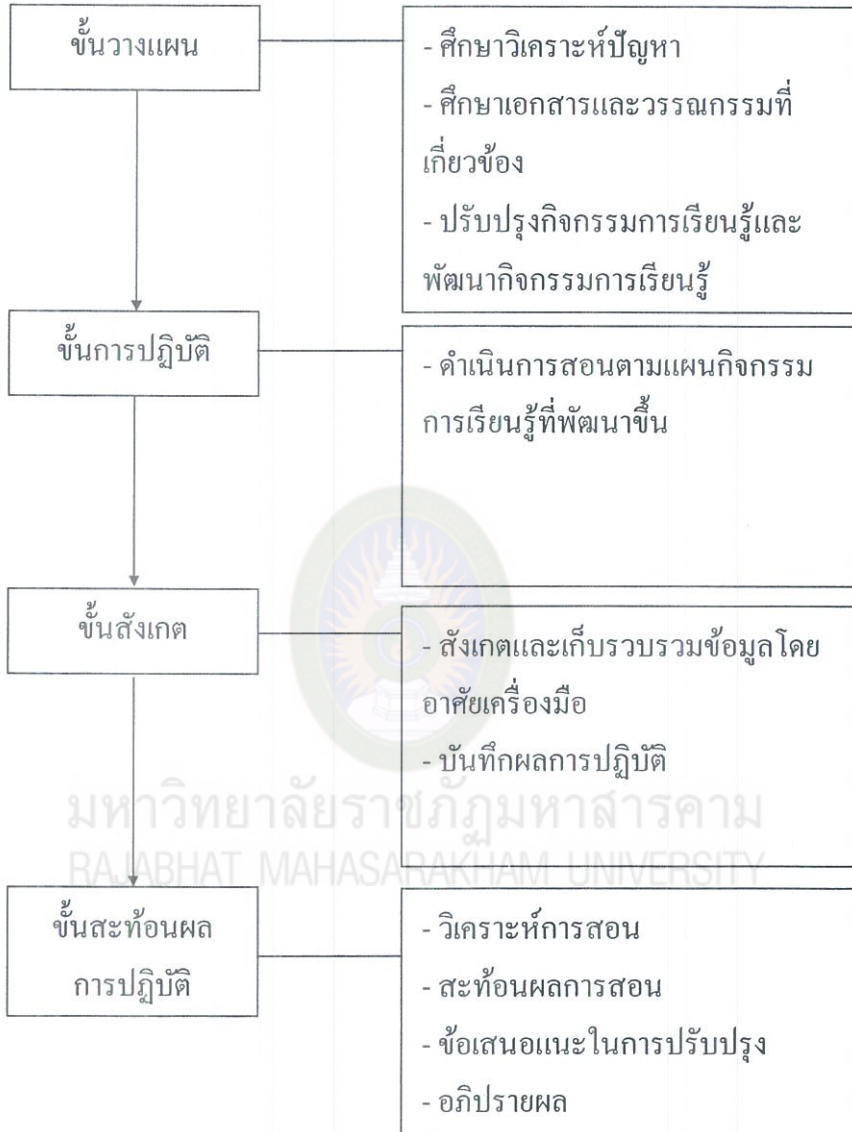 ขั้นวางแผน
- ศึกษาวิเคราะห์ปัญหา
- ศึกษาเอกสารและวรรณกรรมที่
เกี่ยวข้อง
- ปรับปรุงกิจกรรมการเรียนรู้และ
พัฒนากิจกรรมการเรียนรู้
ขั้นการปฏิบัติ
- ดำเนินการสอนตามแผนกิจกรรม
การเรียนรู้ที่พัฒนาขึ้น
ขั้นสังเกต
- สังเกตและเก็บรวบรวมข้อมูลโดย
อาศัยเครื่องมือ
- บันทึกผลการปฏิบัติ
มหาวิทยาลัยราชภัฏมหาสารคาม
RAJABHAT MAHASARAKHAM UNIVERSITY
ขั้นสะท้อนผล
การปฏิบัติ
- วิเคราะห์การสอน
- สะท้อนผลการสอน
- ข้อเสนอแนะในการปรับปรุง
- อภิปรายผล